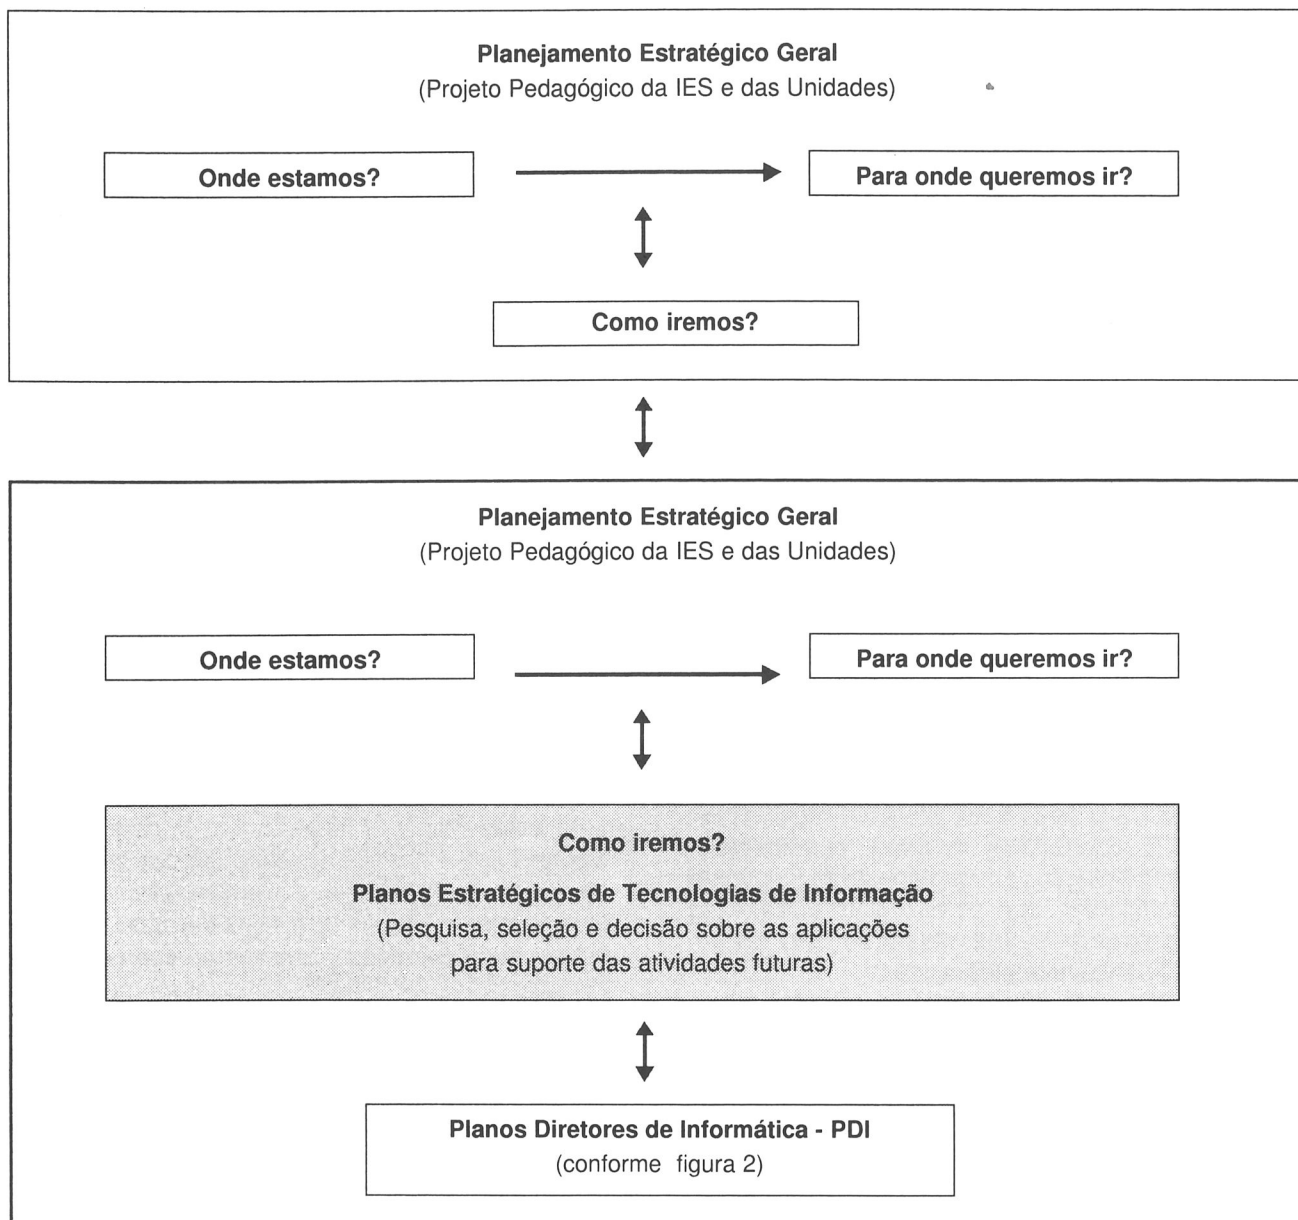 Planejamento Estratégico Geral
(Projeto Pedagógico da IES e das Unidades)
Onde estamos?
Para onde queremos ir?
Como iremos?
Planejamento Estratégico Geral
(Projeto Pedagógico da IES e das Unidades)
Onde estamos?
Para onde queremos ir?
Como iremos?
Planos Estratégicos de Tecnologias de Informação
(Pesquisa, seleção e decisão sobre as aplicações
para suporte das atividades futuras)
Planos Diretores de Informática - PDI
(conforme figura 2)